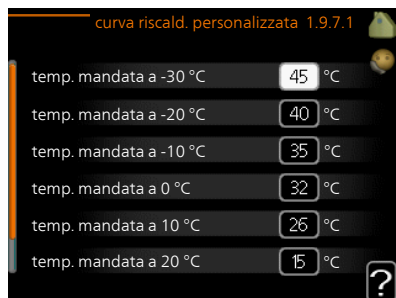 curva riscald. personalizzata 1.9.7.1
temp. mandata a -30 °C 45 °C
temp. mandata a -20 °C 40 °C
temp. mandata a -10 °C 35 °C
temp. mandata a 0 °C 32 °C
temp. mandata a 10 °C 26 °C
temp. mandata a 20 °C 15 °C
?